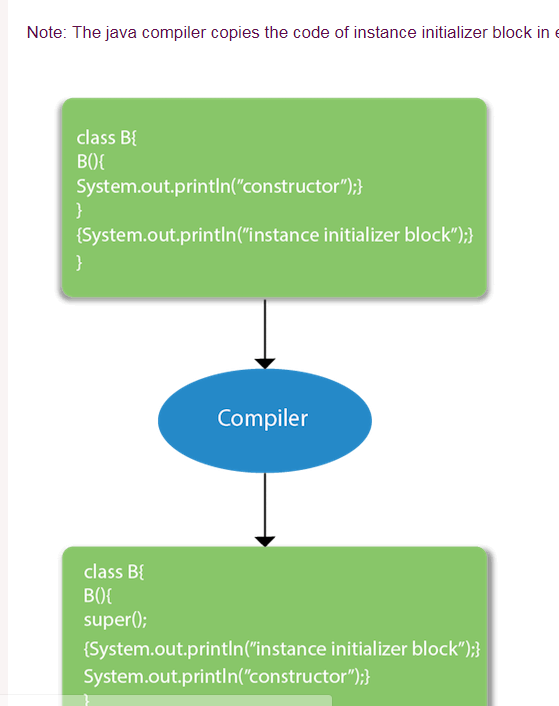 Note: The java compiler copies the code of instance initializer block in
class B{
B(){
System.out.println("constructor");}
}
{System.out.println("instance initializer block");}
}
Compiler
class B{
B(){
super();
{System.out.println("instance initializer block");}
System.out.println("constructor");}
}